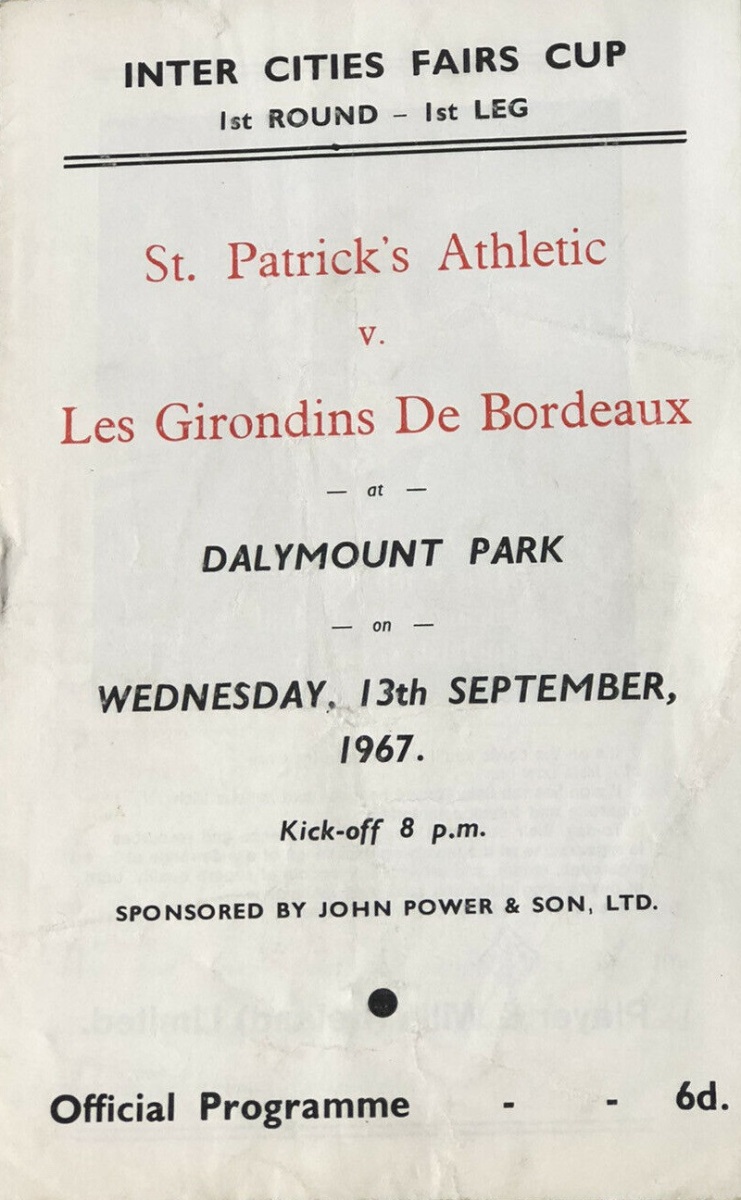 INTER CITIES FAIRS CUP
1st ROUND – 1st LEG
St. Patrick's Athletic
v.
Les Girondins De Bordeaux
— at —
DALYMOUNT PARK
— on —
WEDNESDAY, 13th SEPTEMBER,
1967.
Kick-off 8 p.m.
SPONSORED BY JOHN POWER & SON, LTD.
Official Programme - - 6d.